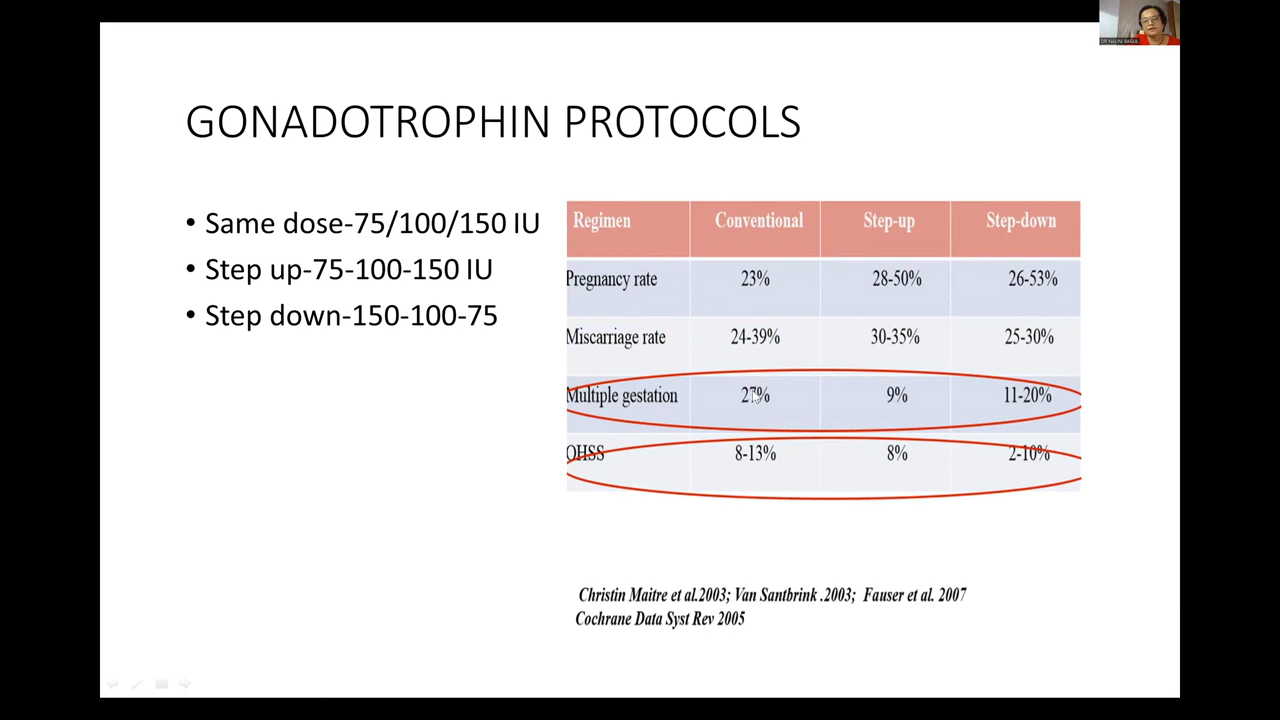 DR NALINI BAGUL
GONADOTROPHIN PROTOCOLS
• Same dose-75/100/150 IU
• Step up-75-100-150 IU
• Step down-150-100-75
Regimen Conventional Step-up Step-down
Pregnancy rate 23% 28-50% 26-53%
Miscarriage rate 24-39% 30-35% 25-30%
Multiple gestation 27% 9% 11-20%
OHSS 8-13% 8% 2-10%
Christin Maitre et al.2003; Van Santbrink .2003; Fauser et al. 2007
Cochrane Data Syst Rev 2005